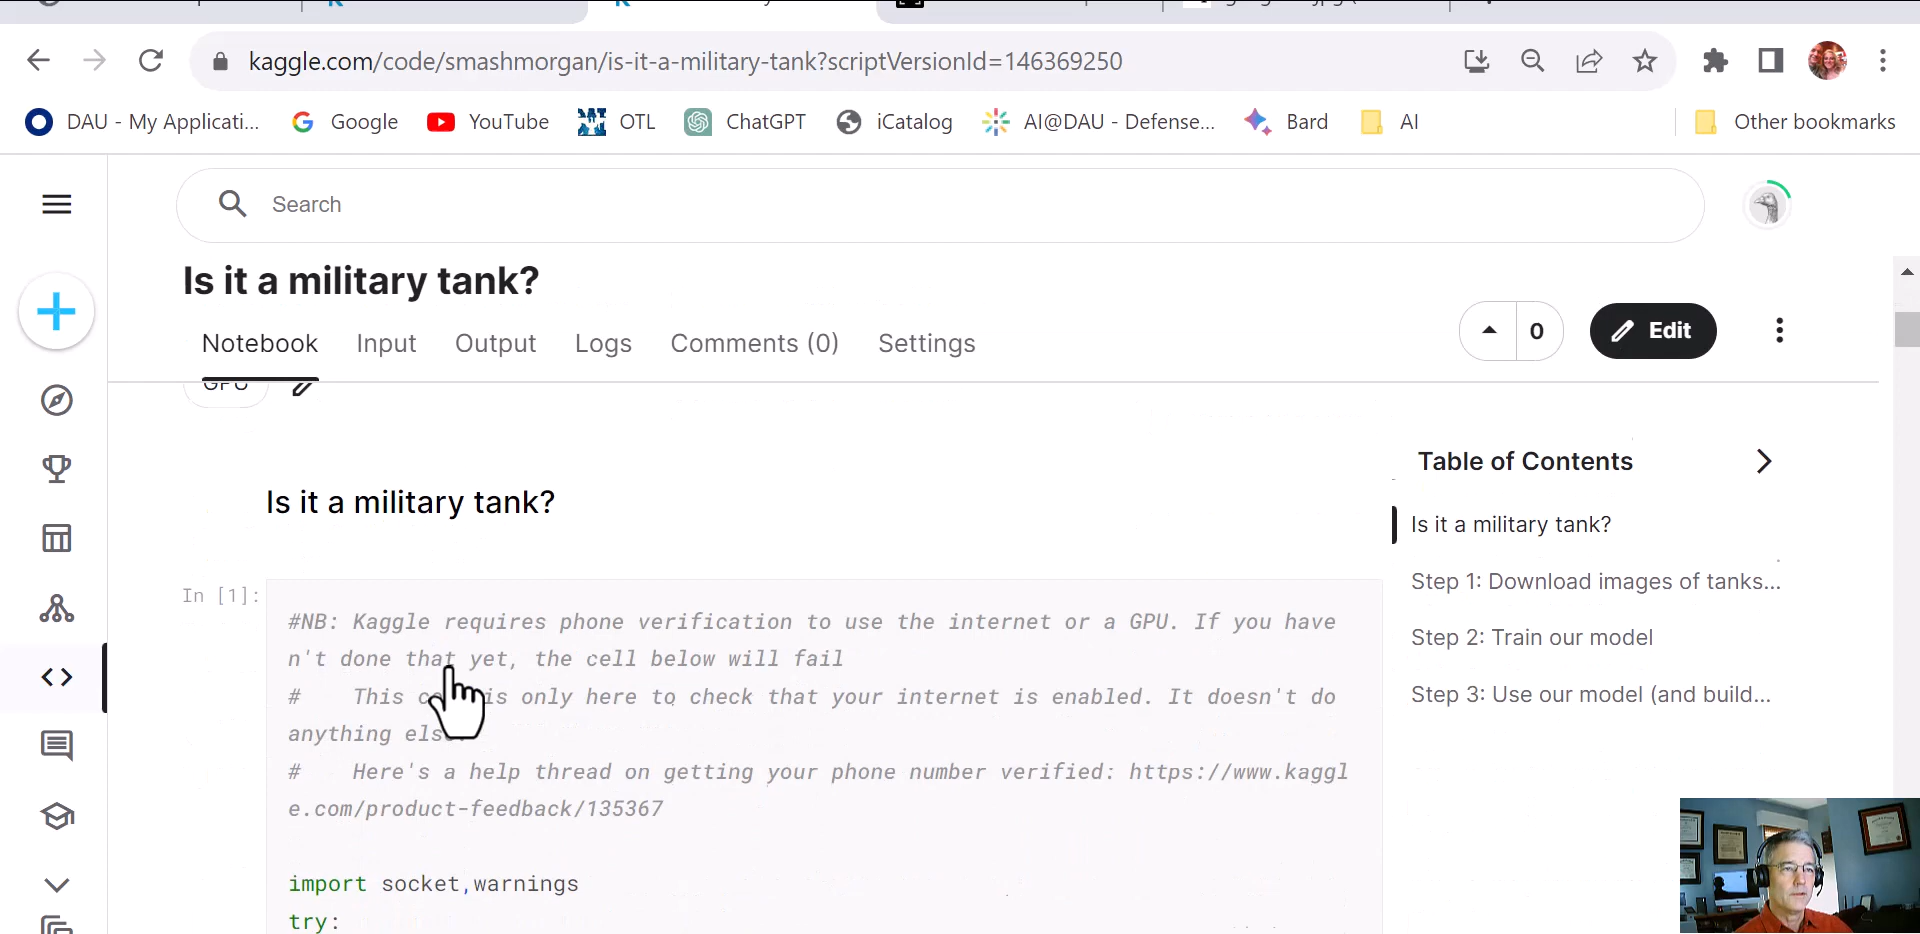 kaggle.com/code/smashmorgan/is-it-a-military-tank?scriptVersionId=146369250
DAU - My Applicati... Google YouTube OTL ChatGPT iCatalog AI@DAU - Defense... Bard AI Other bookmarks
Search
Is it a military tank?
Notebook Input Output Logs Comments (0) Settings
0 Edit
GPU
Table of Contents
Is it a military tank?
Is it a military tank?
Step 1: Download images of tanks...
Step 2: Train our model
Step 3: Use our model (and build...
In [1]:
#NB: Kaggle requires phone verification to use the internet or a GPU. If you have
n't done that yet, the cell below will fail
# This is only here to check that your internet is enabled. It doesn't do
anything
# Here's a help thread on getting your phone number verified: https://www.kaggl
e.com/product-feedback/135367
import socket,warnings
try: